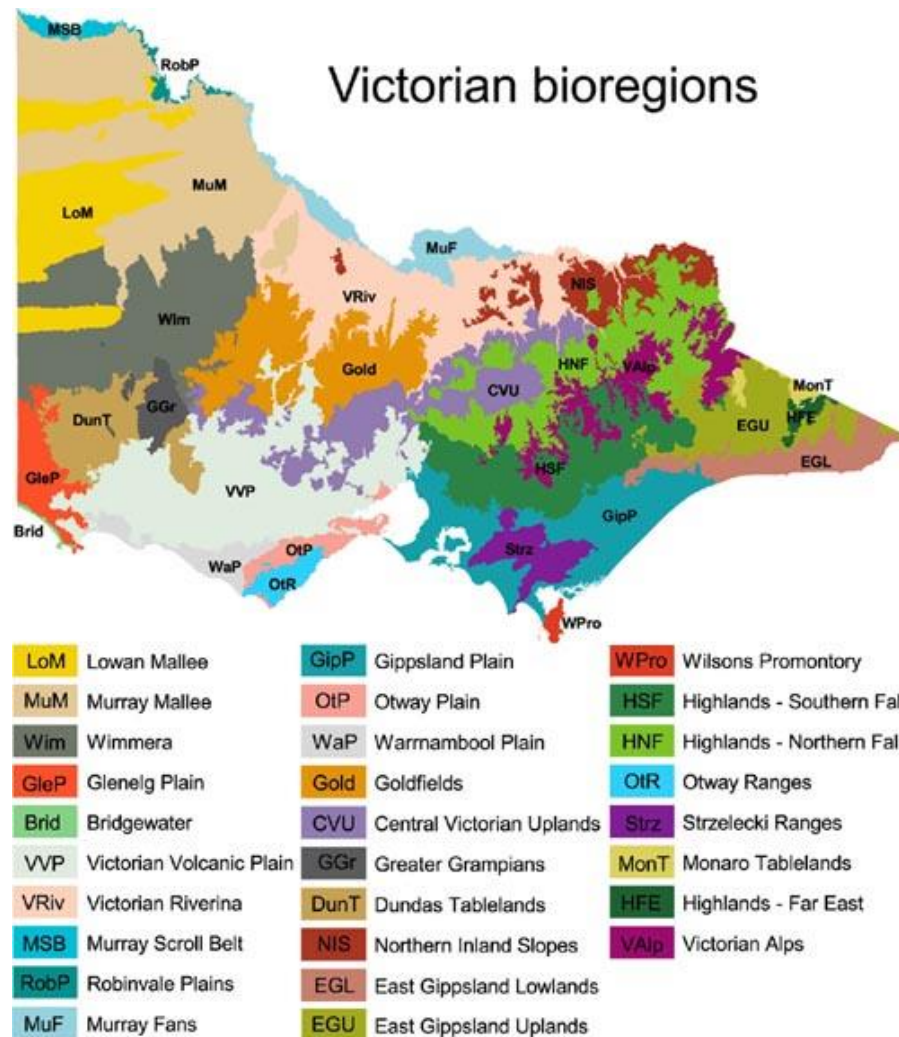 Victorian bioregions
MSB
RobP
MuM
LoM
MuF
NIS
VRiv
Wim
HNF
VAlp
Gold
CVU
MonT
GGr
DunT
HFE
EGU
EGL
HSF
GleP
VVP
GipP
Brid
OtP
Strz
WaP
OtR
WPro
LoM Lowan Mallee
MuM Murray Mallee
Wim Wimmera
GleP Glenelg Plain
Brid Bridgewater
VVP Victorian Volcanic Plain
VRiv Victorian Riverina
MSB Murray Scroll Belt
RobP Robinvale Plains
MuF Murray Fans
GipP Gippsland Plain
OtP Otway Plain
WaP Warrnambool Plain
Gold Goldfields
CVU Central Victorian Uplands
GGr Greater Grampians
DunT Dundas Tablelands
NIS Northern Inland Slopes
EGL East Gippsland Lowlands
EGU East Gippsland Uplands
WPro Wilsons Promontory
HSF Highlands - Southern Fal
HNF Highlands - Northern Fal
OtR Otway Ranges
Strz Strzelecki Ranges
MonT Monaro Tablelands
HFE Highlands - Far East
VAlp Victorian Alps